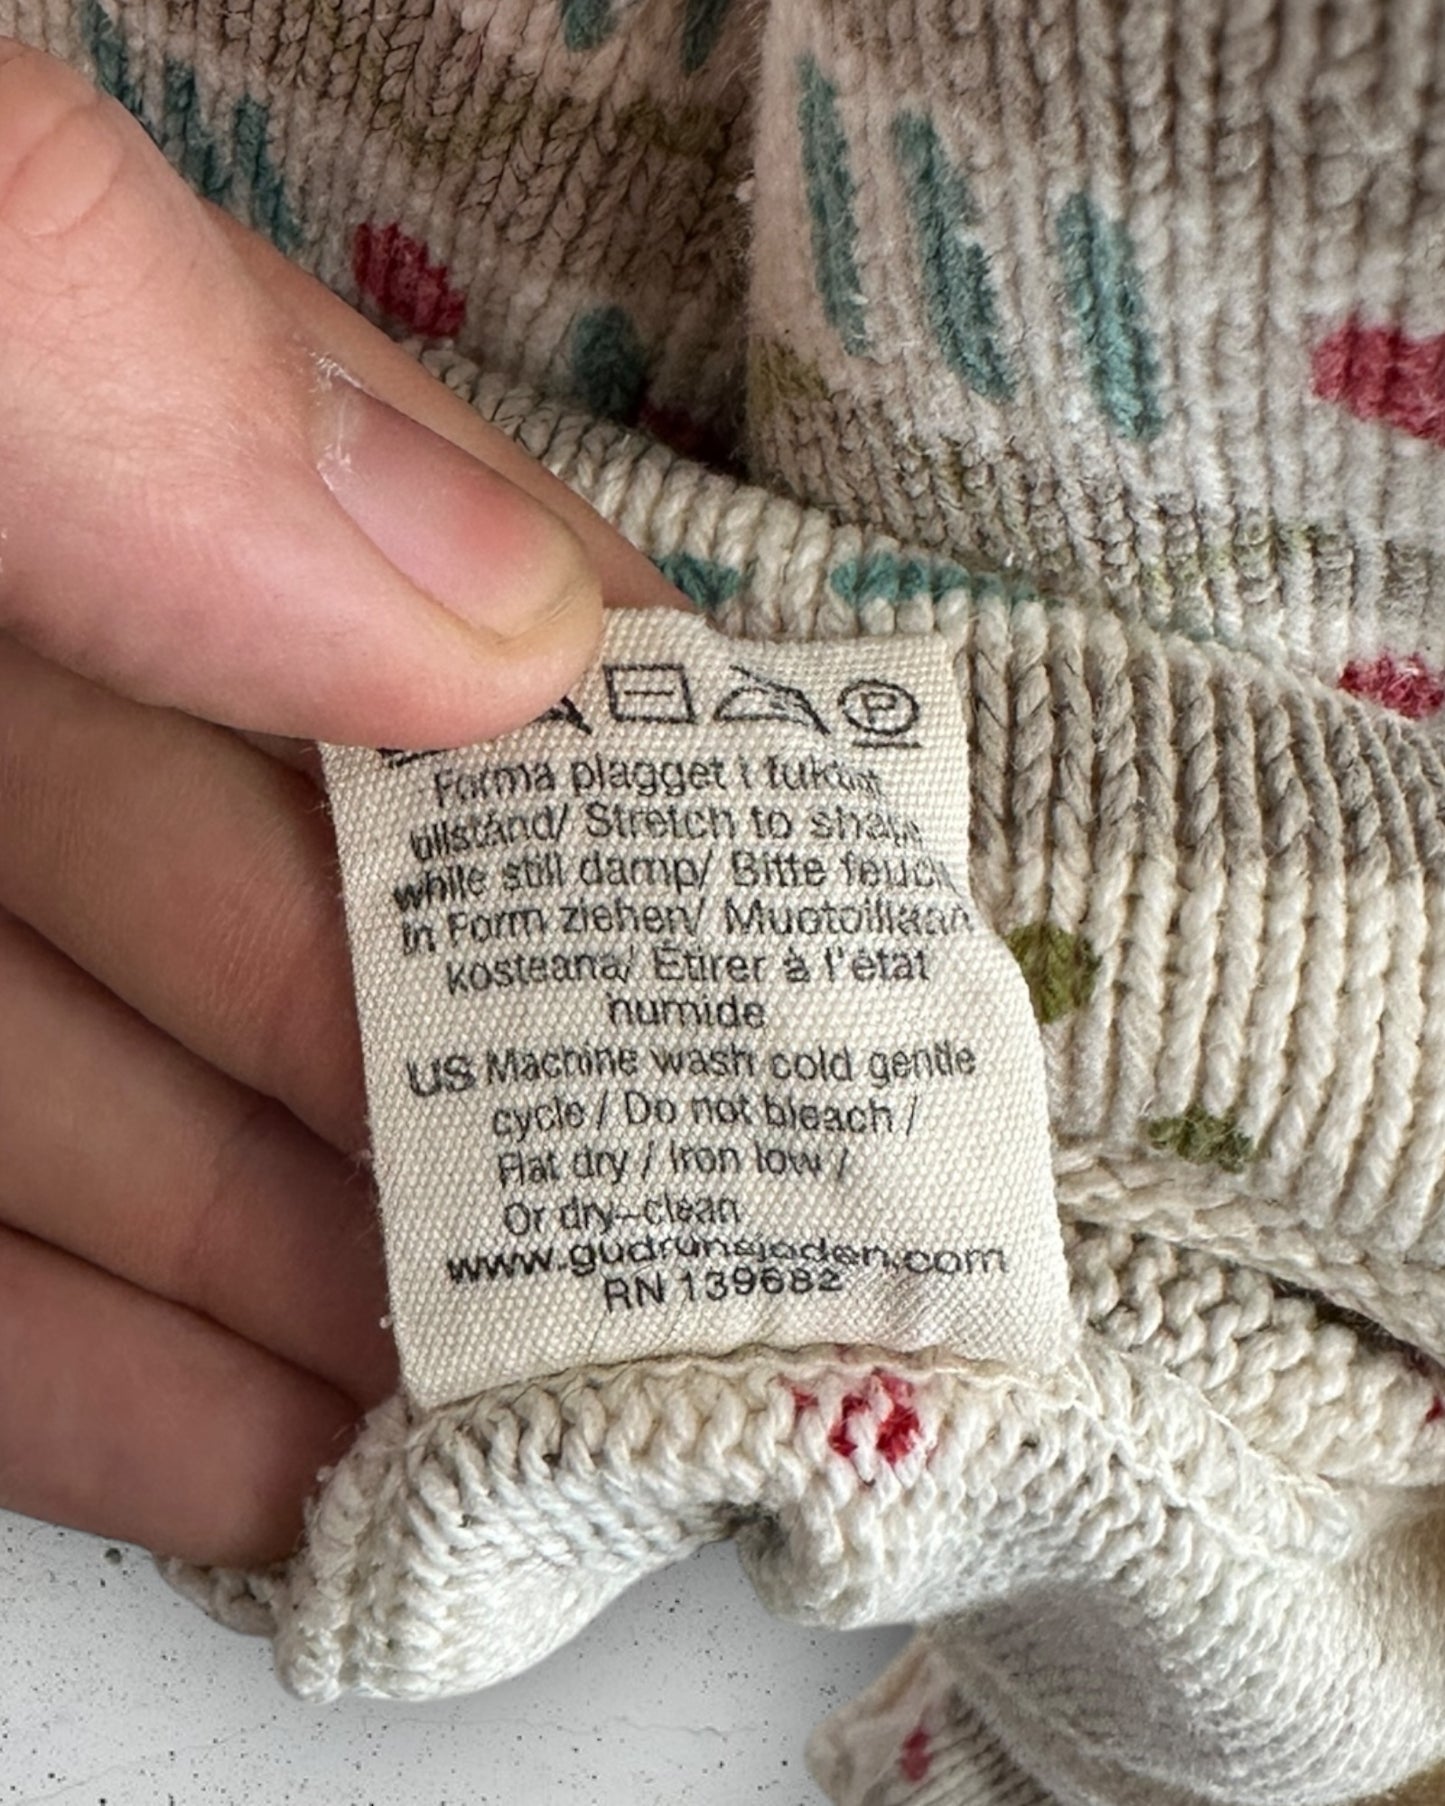 P
Forma plagget i fuktigt
tillstånd/ Stretch to shape
while still damp/ Bitte feucht
in Form ziehen/ Muotoillaan
kosteana/ Étirer à l'état
humide
US Machine wash cold gentle
cycle / Do not bleach /
Flat dry / Iron low /
Or dry-clean
www.gudrunsjoden.com
RN 139682